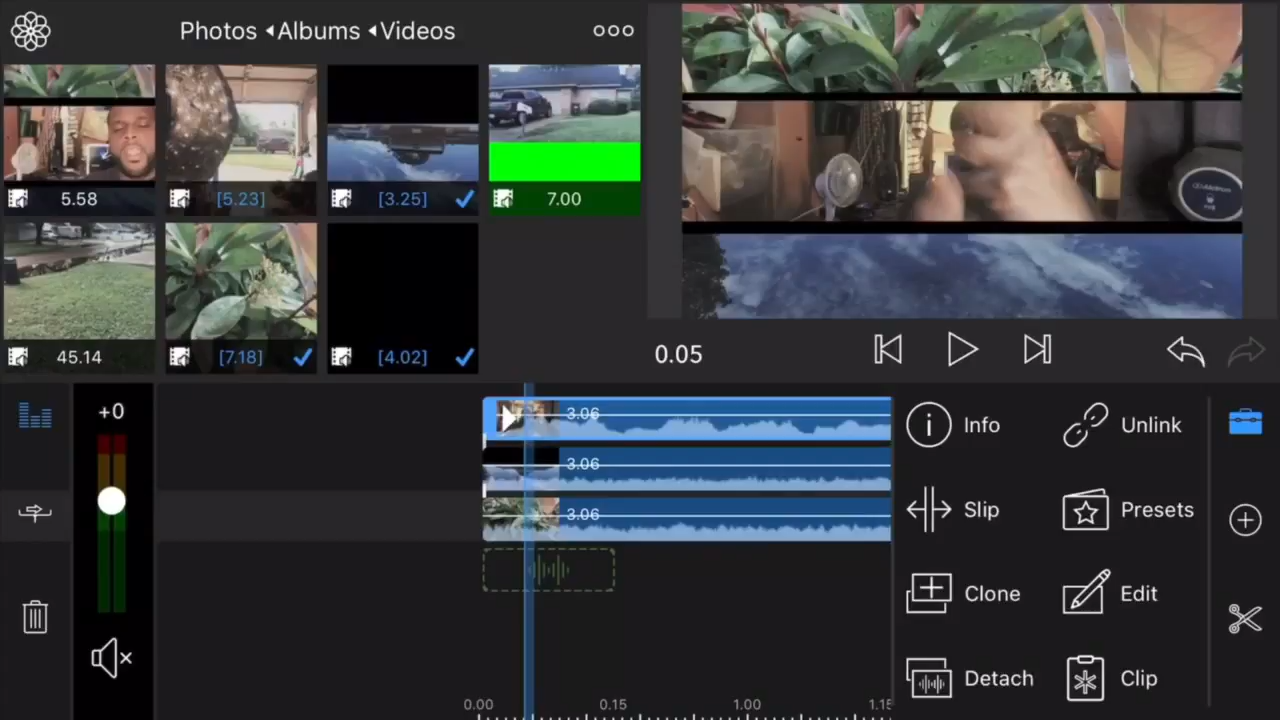 Photos Albums Videos
5.58
[5.23]
[3.25]
7.00
45.14
[7.18]
[4.02]
0.05
+0
3.06
3.06
3.06
Info
Unlink
Slip
Presets
Clone
Edit
Detach
Clip
0.00
0.15
1.00
1.15